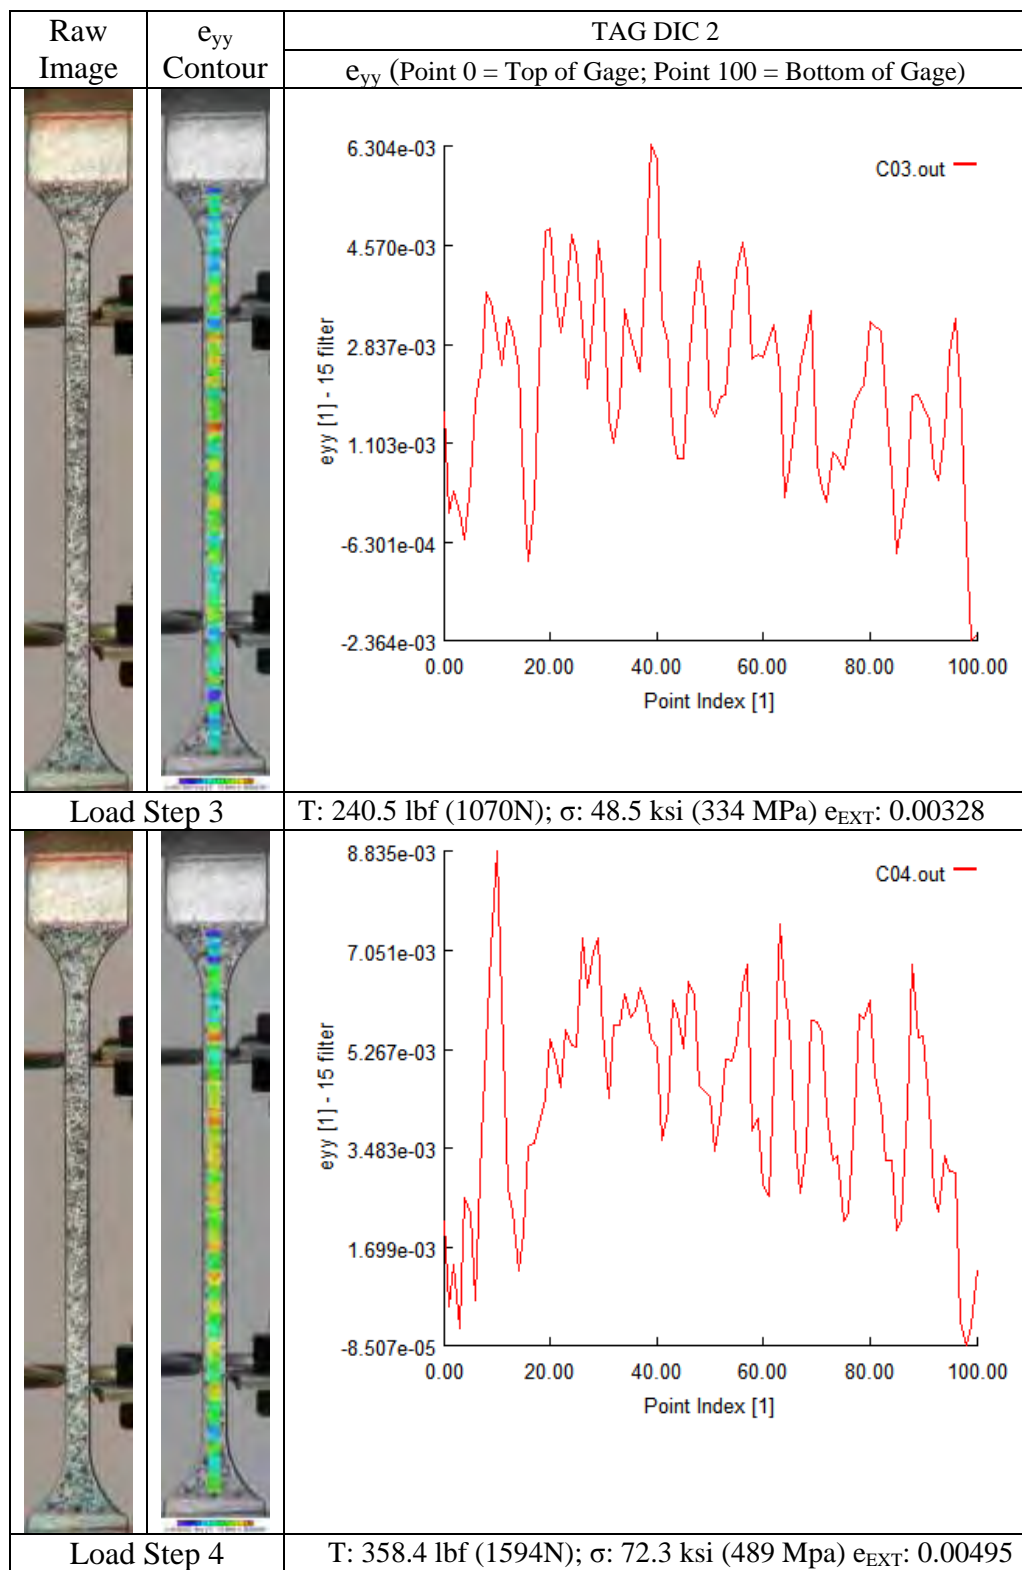 Raw Image
e_yy Contour
TAG DIC 2
e_yy (Point 0 = Top of Gage; Point 100 = Bottom of Gage)
6.304e-03
4.570e-03
2.837e-03
1.103e-03
-6.301e-04
-2.364e-03
eyy [1] - 15 filter
C03.out
0.00 20.00 40.00 60.00 80.00 100.00
Point Index [1]
Load Step 3
T: 240.5 lbf (1070N); σ: 48.5 ksi (334 MPa) e_EXT: 0.00328
8.835e-03
7.051e-03
5.267e-03
3.483e-03
1.699e-03
-8.507e-05
eyy [1] - 15 filter
C04.out
0.00 20.00 40.00 60.00 80.00 100.00
Point Index [1]
Load Step 4
T: 358.4 lbf (1594N); σ: 72.3 ksi (489 Mpa) e_EXT: 0.00495